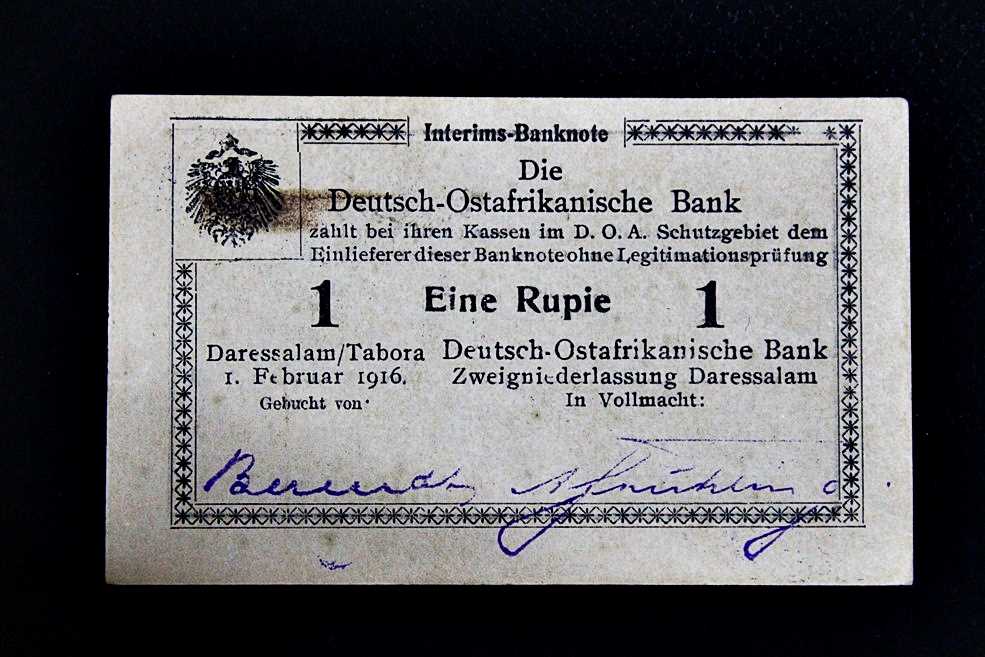 Interims-Banknote
Die
Deutsch-Ostafrikanische Bank
zahlt bei ihren Kassen im D. O. A. Schutzgebiet dem
Einlieferer dieser Banknote ohne Legitimationsprüfung
1 Eine Rupie 1
Daressalam/Tabora
1. Februar 1916.
Gebucht von:
Deutsch-Ostafrikanische Bank
Zweigniederlassung Daressalam
In Vollmacht: